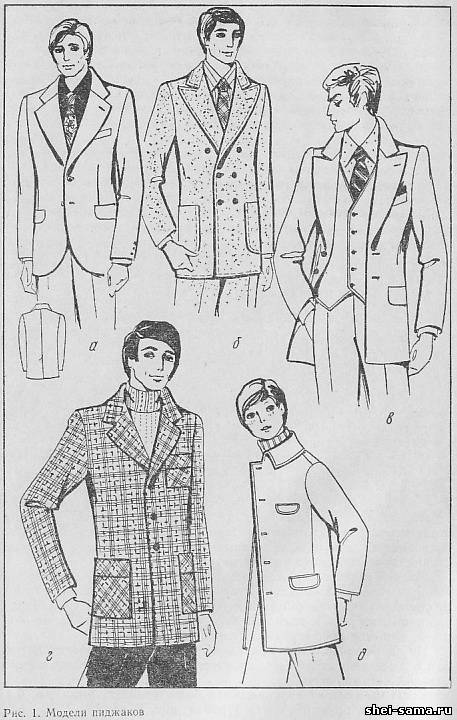 а
б
в
г
д
Рис. 1. Модели пиджаков
shei-sama.ru